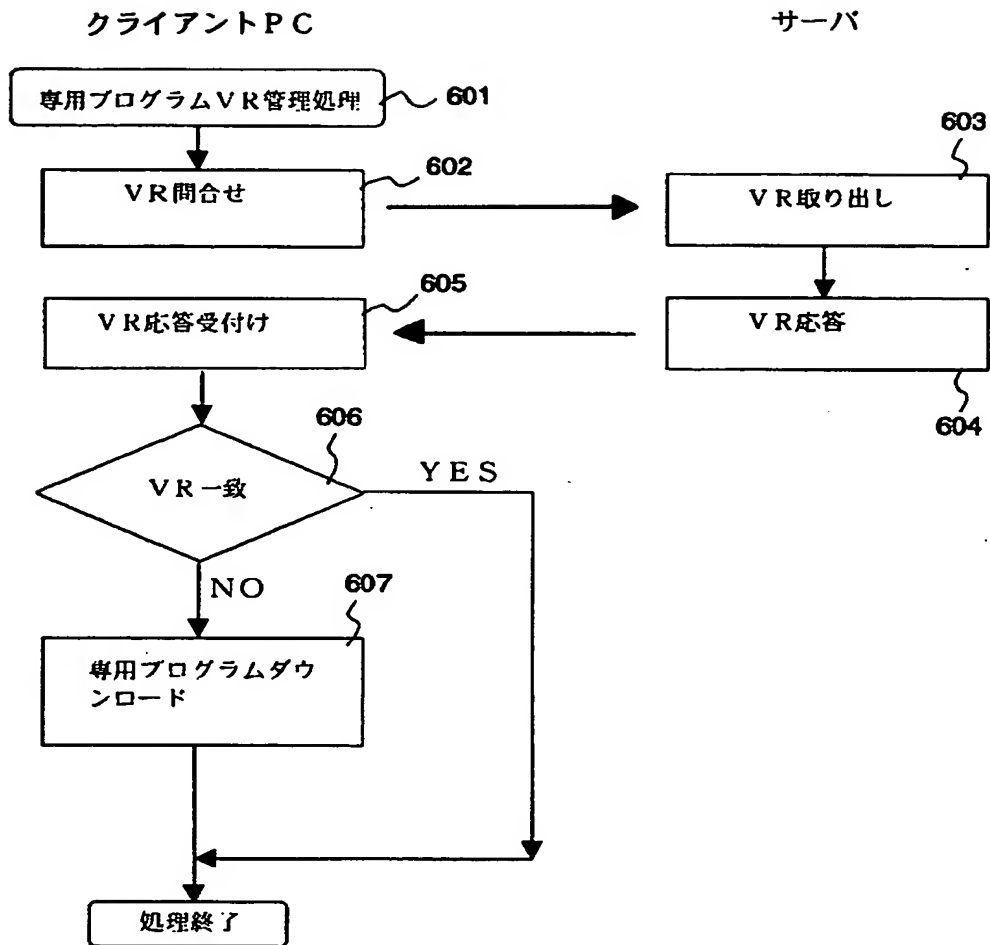 クライアントPC
サーバ
専用プログラムVR管理処理
601
VR問合せ
602
VR取り出し
603
VR応答受付け
605
VR応答
604
VR一致
606
YES
NO
607
専用プログラムダウ
ンロード
処理終了